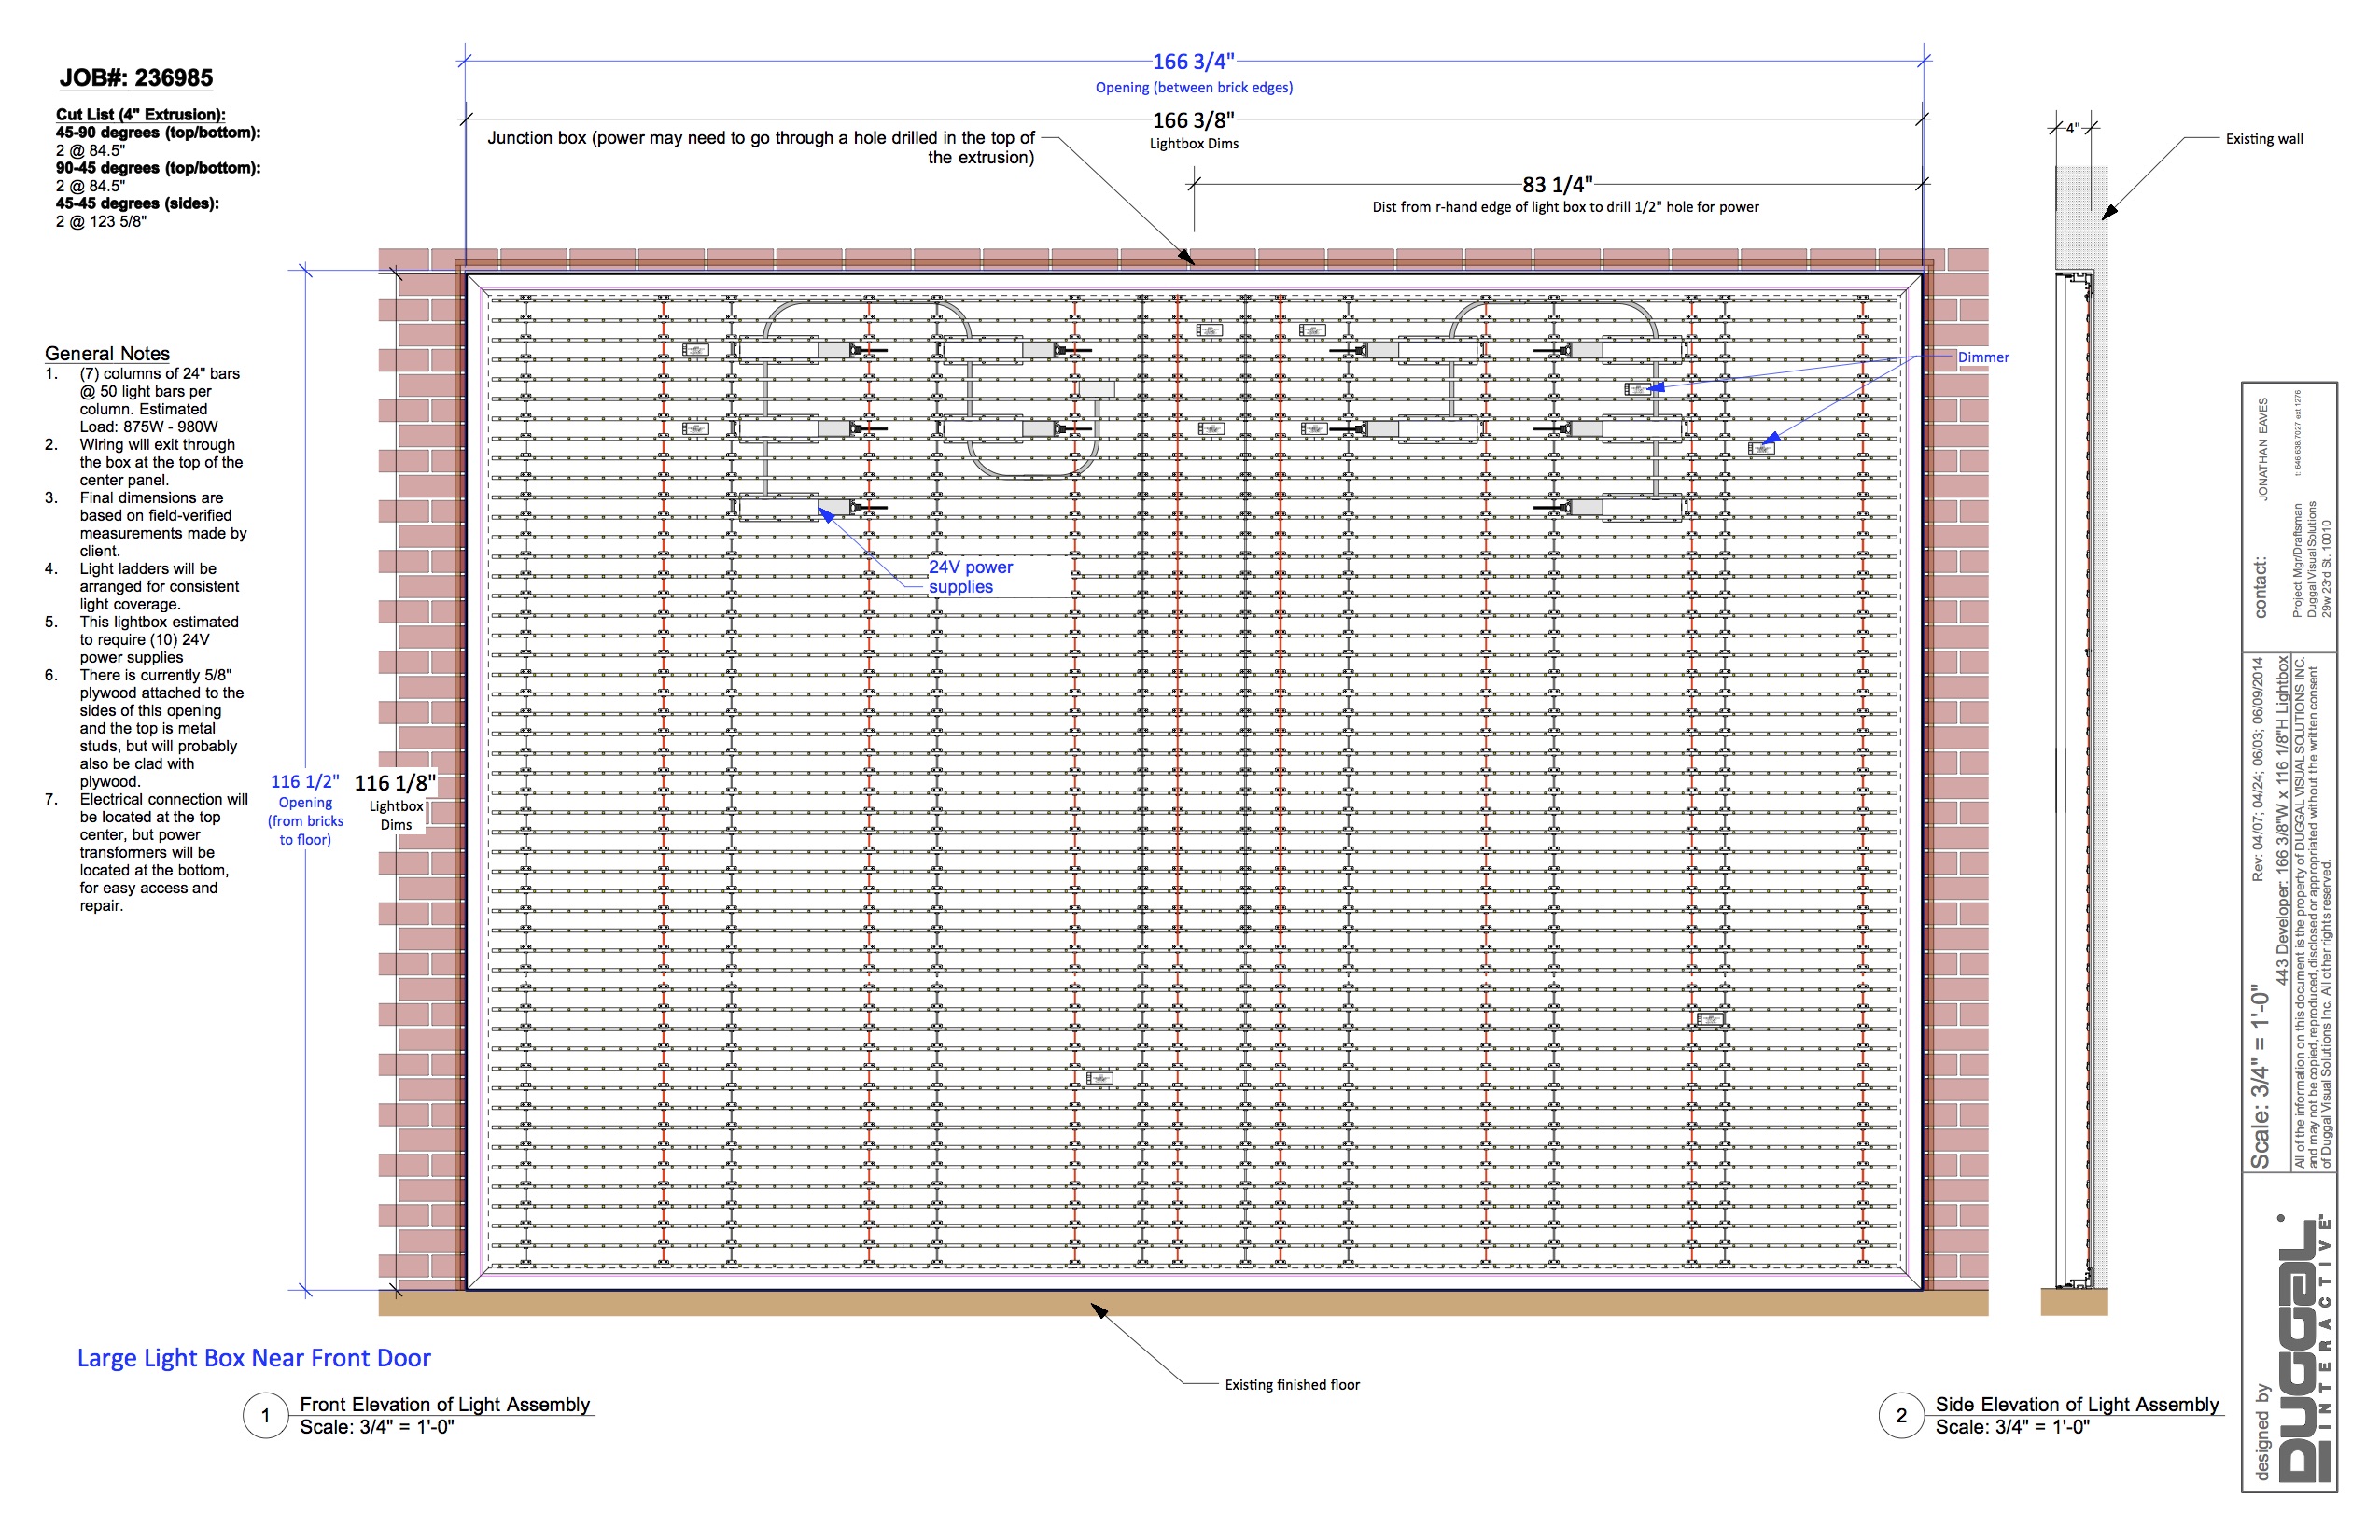 JOB#: 236985
Cut List (4" Extrusion):
45-90 degrees (top/bottom):
2 @ 84.5"
90-45 degrees (top/bottom):
2 @ 84.5"
45-45 degrees (sides):
2 @ 123 5/8"
General Notes
1. (7) columns of 24" bars
@ 50 light bars per
column. Estimated
Load: 875W - 980W
2. Wiring will exit through
the box at the top of the
center panel.
3. Final dimensions are
based on field-verified
measurements made by
client.
4. Light ladders will be
arranged for consistent
light coverage.
5. This lightbox estimated
to require (10) 24V
power supplies
6. There is currently 5/8"
plywood attached to the
sides of this opening
and the top is metal
studs, but will probably
also be clad with
plywood.
7. Electrical connection will
be located at the top
center, but power
transformers will be
located at the bottom,
for easy access and
repair.
166 3/4"
Opening (between brick edges)
166 3/8"
Lightbox Dims
Junction box (power may need to go through a hole drilled in the top of
the extrusion)
83 1/4"
Dist from r-hand edge of light box to drill 1/2" hole for power
4"
Existing wall
Dimmer
24V power
supplies
116 1/2"
Opening
(from bricks
to floor)
116 1/8"
Lightbox
Dims
Existing finished floor
Large Light Box Near Front Door
1
Front Elevation of Light Assembly
Scale: 3/4" = 1'-0"
2
Side Elevation of Light Assembly
Scale: 3/4" = 1'-0"
contact:
JONATHAN EAVES
t: 646.638.7027 ext 1276
Project Mgr/Draftsman
Duggal Visual Solutions
29w 23rd St. 10010
Scale: 3/4" = 1'-0"
Rev: 04/07; 04/24; 06/03; 06/09/2014
443 Developer: 166 3/8"W x 116 1/8"H Lightbox
All of the information on this document is the property of DUGGAL VISUAL SOLUTIONS INC.
and may not be copied, reproduced, disclosed or appropriated without the written consent
of Duggal Visual Solutions Inc. All other rights reserved.
designed by
DUGGAL
INTERACTIVE